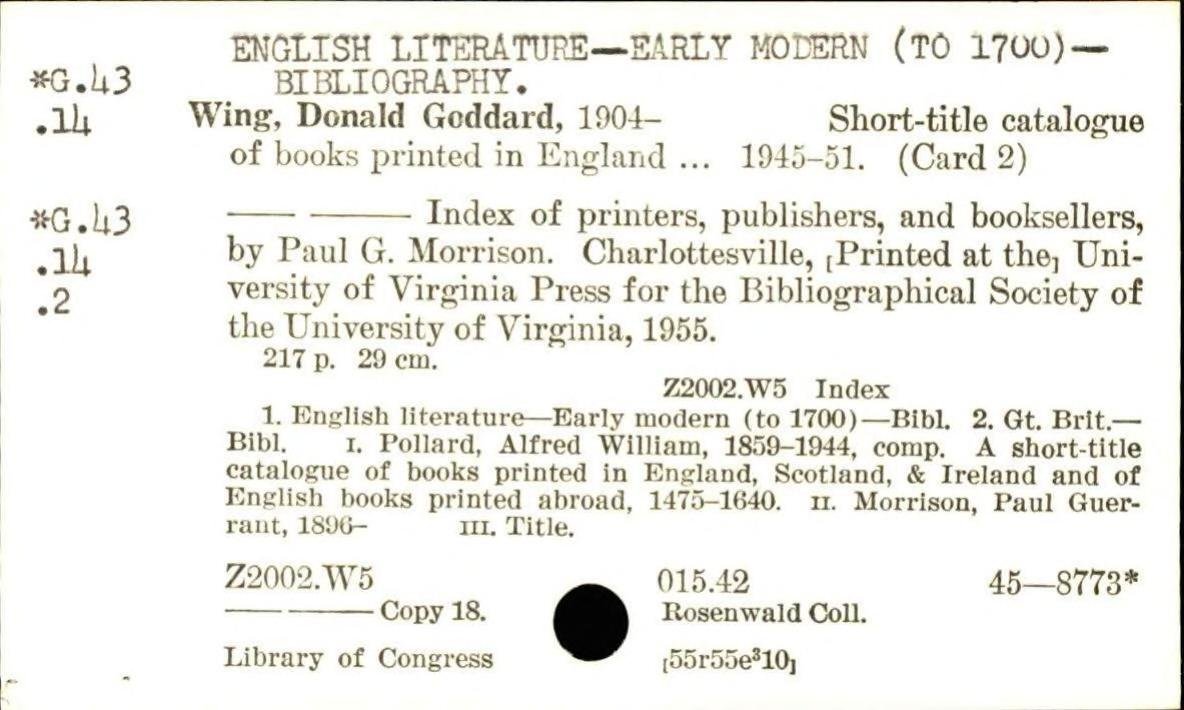 ENGLISH LITERATURE—EARLY MODERN (TO 1700)—
*G.43 BIBLIOGRAPHY.
.14 Wing, Donald Goddard, 1904– Short-title catalogue
of books printed in England ... 1945–51. (Card 2)
*G.43 —— —— Index of printers, publishers, and booksellers,
.14 by Paul G. Morrison. Charlottesville, [Printed at the] Uni-
.2 versity of Virginia Press for the Bibliographical Society of
the University of Virginia, 1955.
217 p. 29 cm.
Z2002.W5 Index
1. English literature—Early modern (to 1700)—Bibl. 2. Gt. Brit.—
Bibl. I. Pollard, Alfred William, 1859–1944, comp. A short-title
catalogue of books printed in England, Scotland, & Ireland and of
English books printed abroad, 1475–1640. II. Morrison, Paul Guer-
rant, 1896– III. Title.
Z2002.W5 015.42 45—8773*
—— —— Copy 18. Rosenwald Coll.
Library of Congress [55r55e³10]